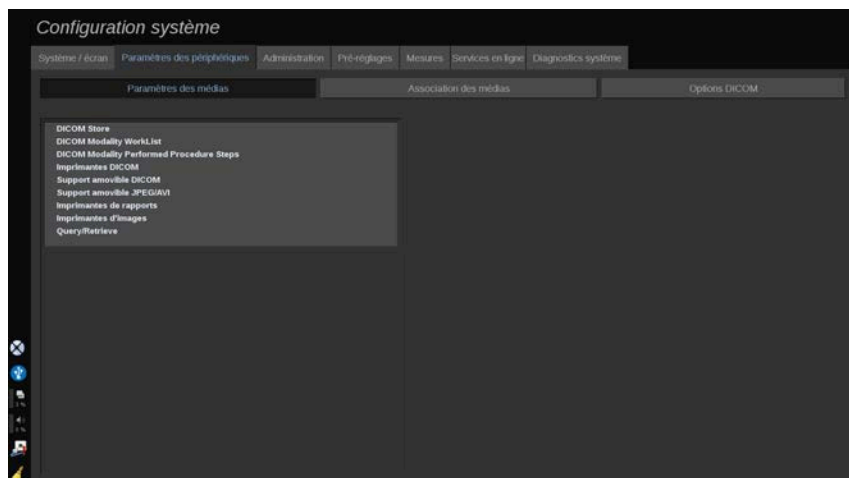 Configuration système
Système / écran Paramètres des périphériques Administration Pré-réglages Mesures Services en ligne Diagnostics système
Paramètres des médias Association des médias Options DICOM
DICOM Store
DICOM Modality WorkList
DICOM Modality Performed Procedure Steps
Imprimantes DICOM
Support amovible DICOM
Support amovible JPEG/AVI
Imprimantes de rapports
Imprimantes d'images
Query/Retrieve